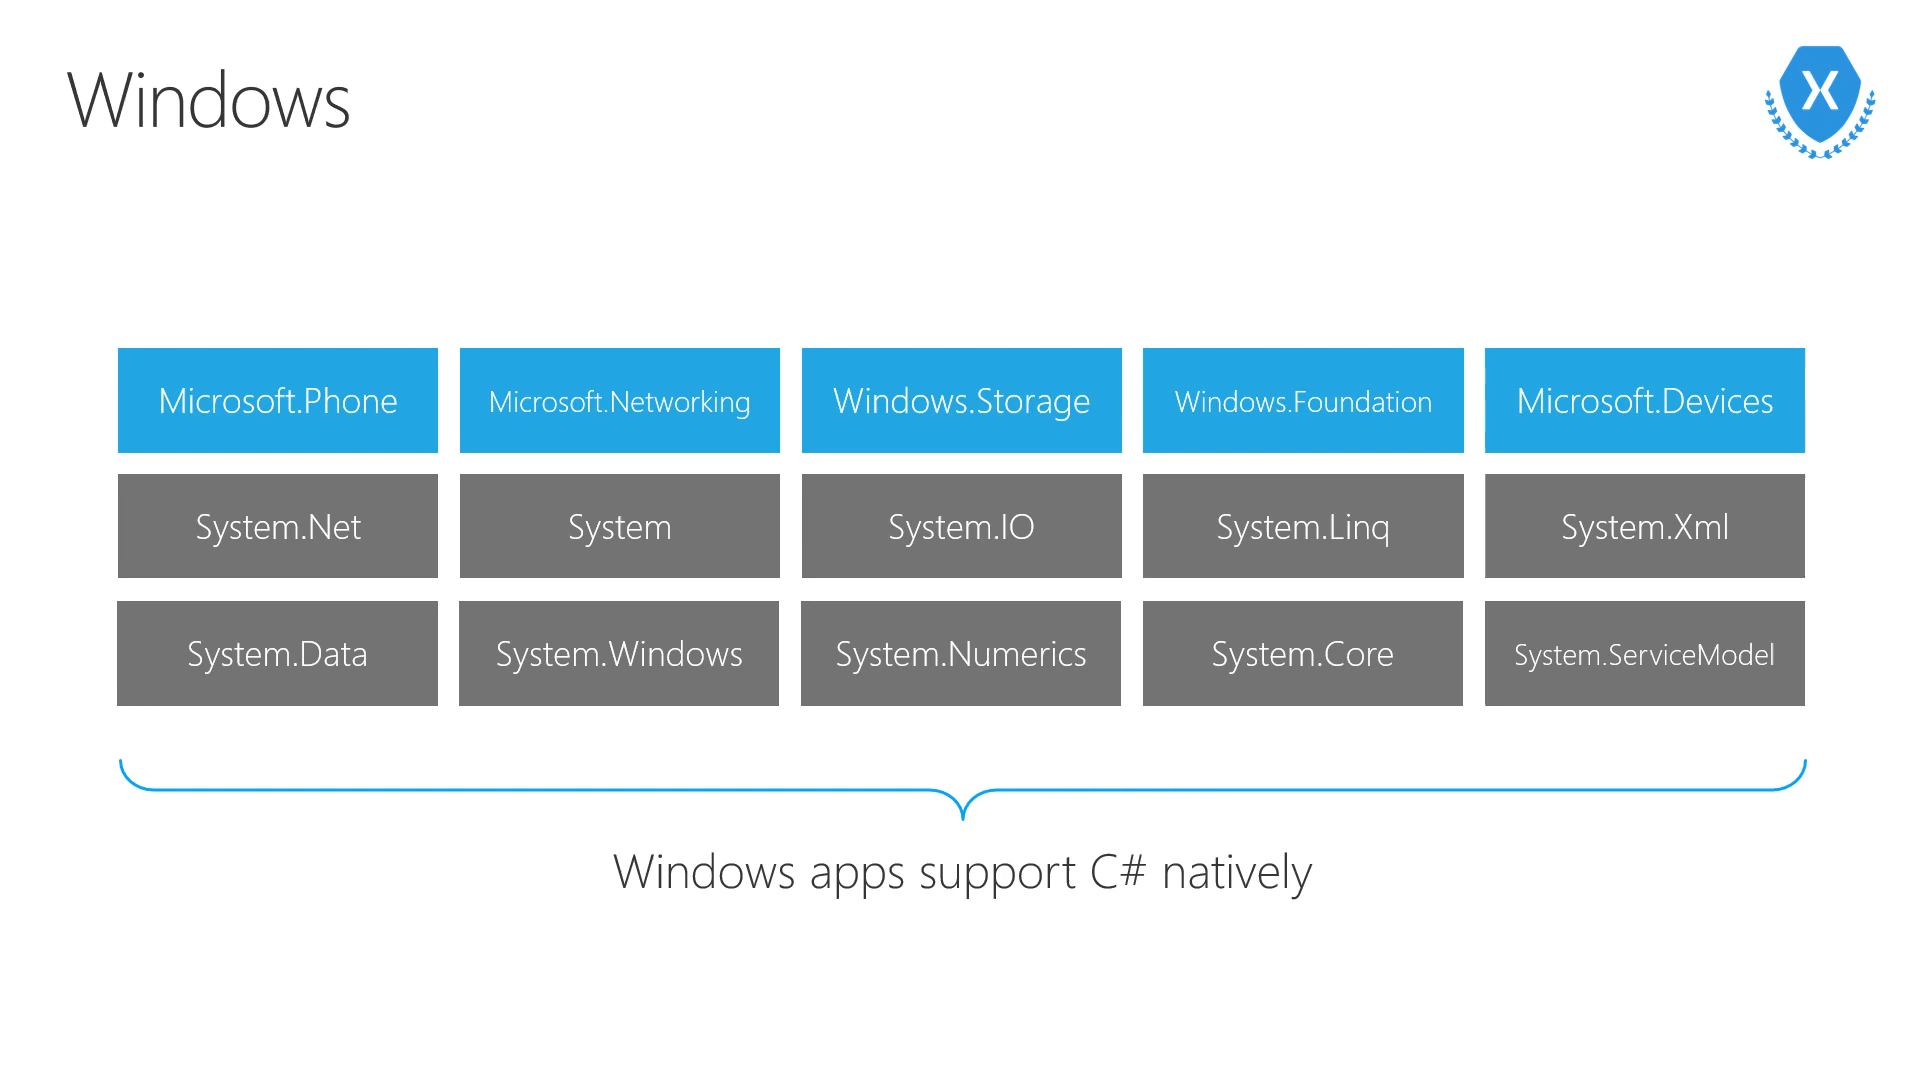 Windows
X
Microsoft.Phone
Microsoft.Networking
Windows.Storage
Windows.Foundation
Microsoft.Devices
System.Net
System
System.IO
System.Linq
System.Xml
System.Data
System.Windows
System.Numerics
System.Core
System.ServiceModel
Windows apps support C# natively